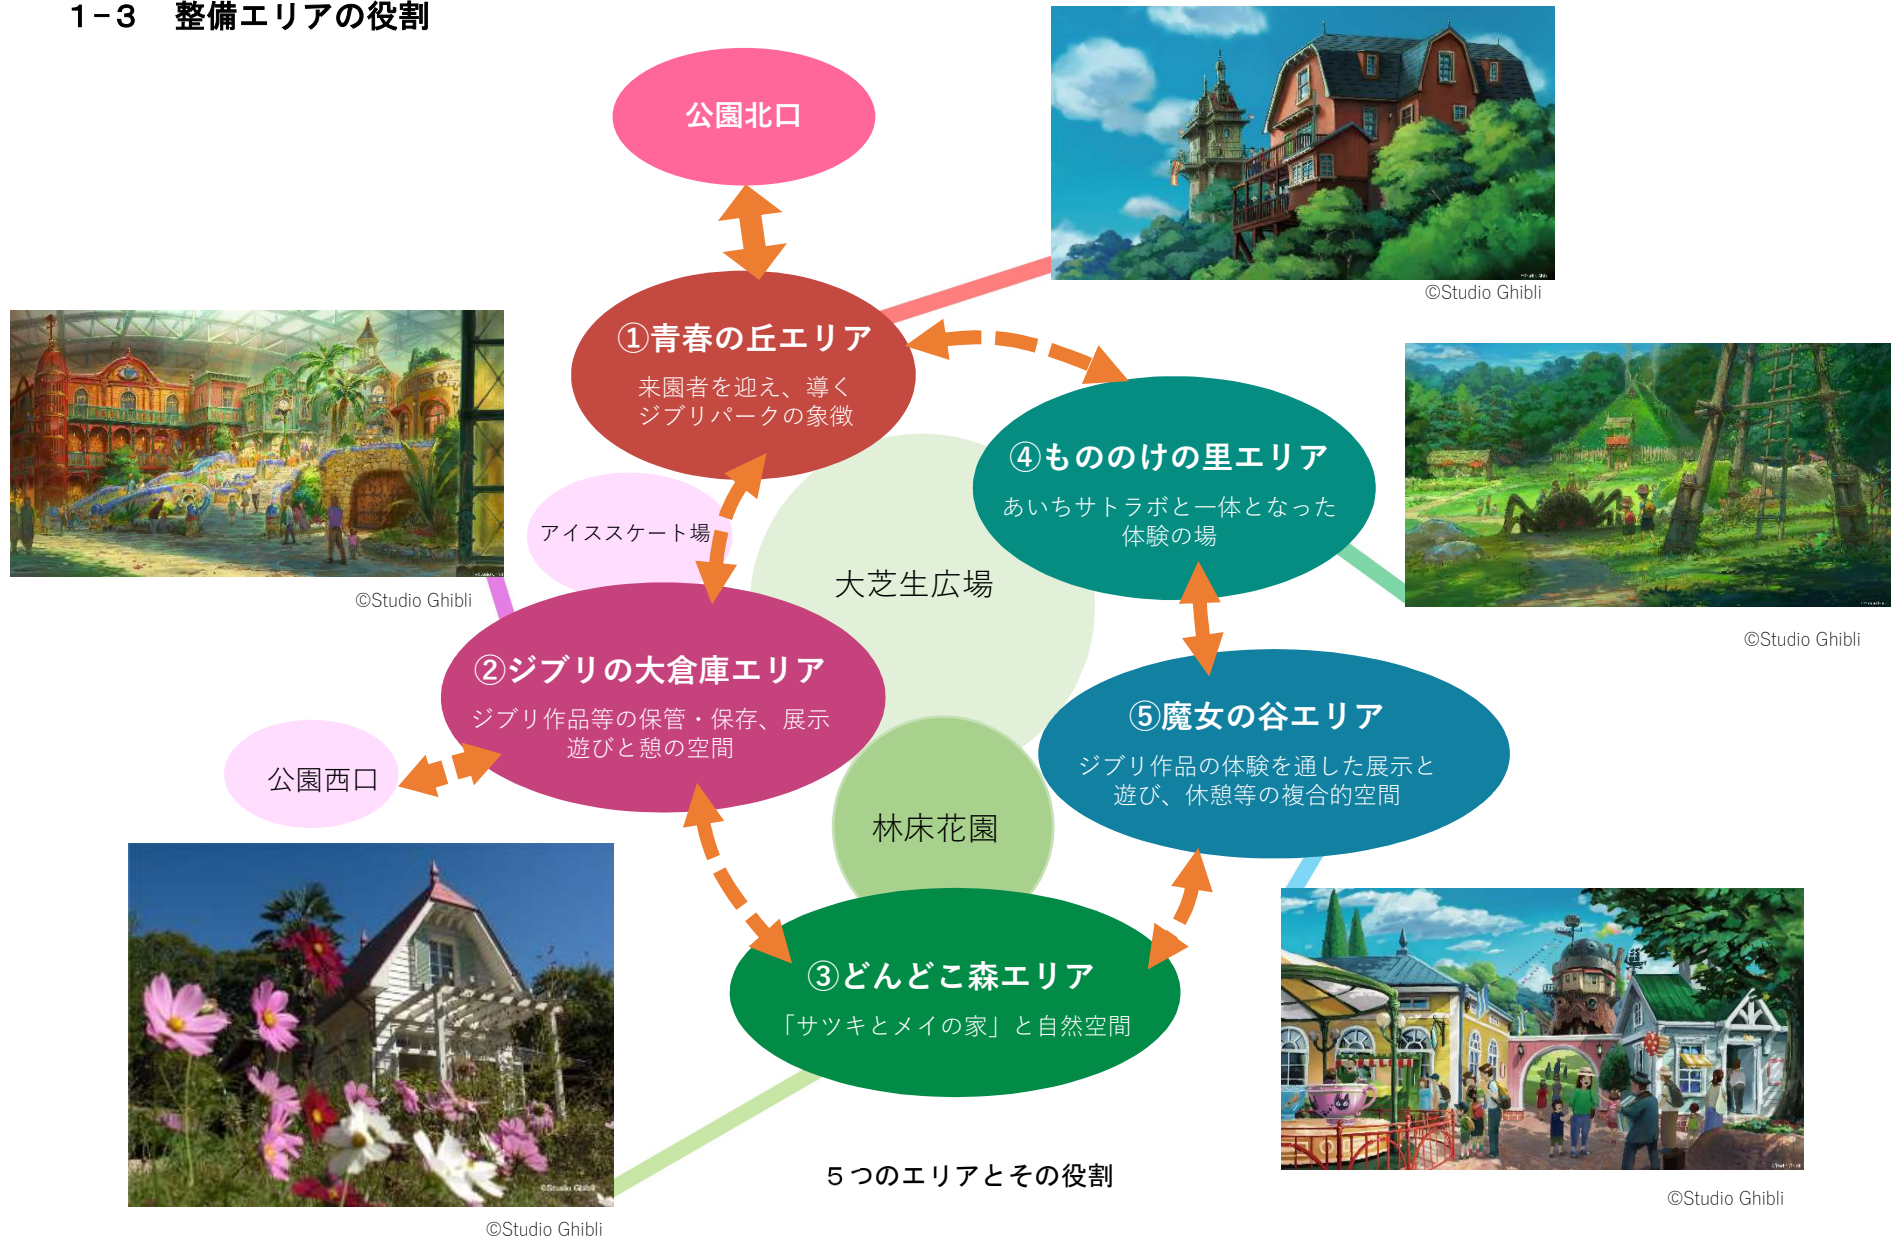 1-3 整備エリアの役割
公園北口
©Studio Ghibli
①青春の丘エリア
来園者を迎え、導く
ジブリパークの象徴
④もののけの里エリア
あいちサトラボと一体となった
体験の場
アイススケート場
大芝生広場
©Studio Ghibli
©Studio Ghibli
②ジブリの大倉庫エリア
ジブリ作品等の保管・保存、展示
遊びと憩の空間
⑤魔女の谷エリア
ジブリ作品の体験を通した展示と
遊び、休憩等の複合的空間
公園西口
林床花園
③どんどこ森エリア
「サツキとメイの家」と自然空間
5つのエリアとその役割
©Studio Ghibli
©Studio Ghibli
©Studio Ghibli